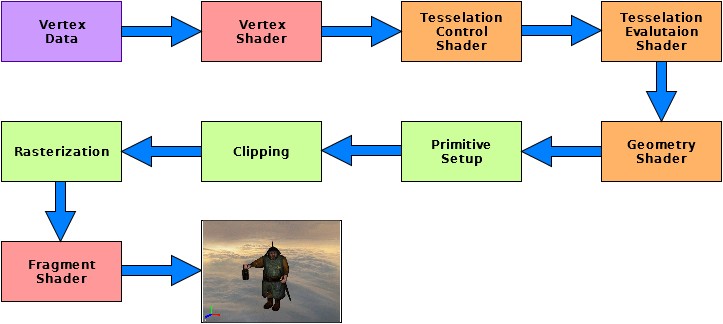 Vertex
Data
Vertex
Shader
Tesselation
Control
Shader
Tesselation
Evalutaion
Shader
Rasterization
Clipping
Primitive
Setup
Geometry
Shader
Fragment
Shader